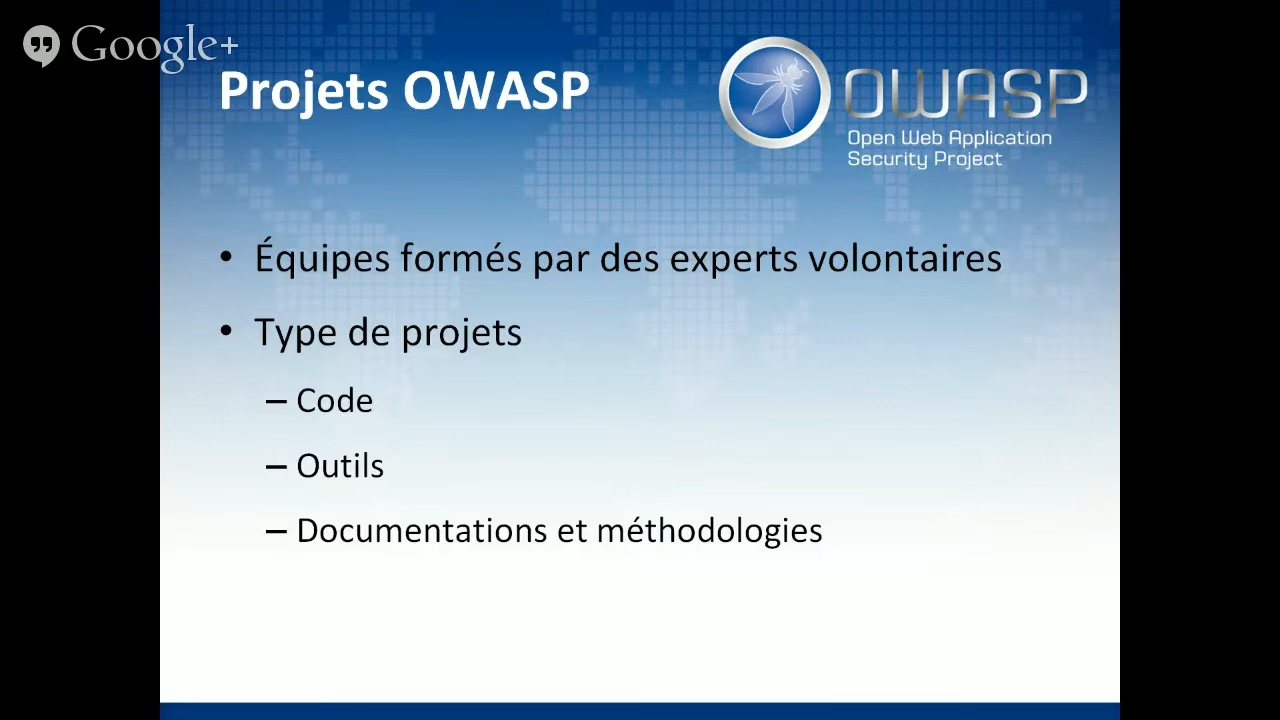 Google+
Projets OWASP
OWASP
Open Web Application
Security Project
• Équipes formés par des experts volontaires
• Type de projets
– Code
– Outils
– Documentations et méthodologies